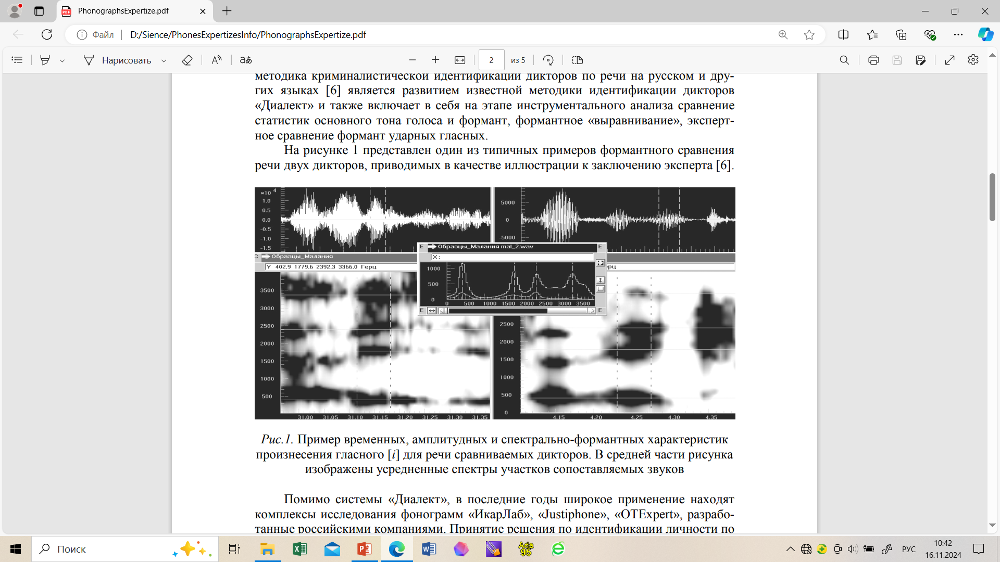 PhonographsExpertize.pdf
Файл
D:/Sience/PhonesExpertizesInfo/PhonographsExpertize.pdf
Нарисовать
аあ
2
из 5
методика криминалистической идентификации дикторов по речи на русском и дру-
гих языках [6] является развитием известной методики идентификации дикторов
«Диалект» и также включает в себя на этапе инструментального анализа сравнение
статистик основного тона голоса и формант, формантное «выравнивание», эксперт-
ное сравнение формант ударных гласных.
На рисунке 1 представлен один из типичных примеров формантного сравнения
речи двух дикторов, приводимых в качестве иллюстрации к заключению эксперта [6].
*10 4
1.0
0.5
0.0
-0.5
-1.0
-1.5
5000
0
-5000
Образцы_Малания
Y 402.9 1779.6 2392.3 3366.0 Герц
3500
3000
2500
2000
1500
1000
500
31.00 31.05 31.10 31.15 31.20 31.25 31.30 31.35
E Образцы_Малания mal_2.wav E
X:
1000
500
0
0 500 1000 1500 2000 2500 3000 3500
E E
рц
2500
2000
1500
1000
500
0
4.15 4.20 4.25 4.30 4.35
Рис.1. Пример временных, амплитудных и спектрально-формантных характеристик
произнесения гласного [i] для речи сравниваемых дикторов. В средней части рисунка
изображены усредненные спектры участков сопоставляемых звуков
Помимо системы «Диалект», в последние годы широкое применение находят
комплексы исследования фонограмм «ИкарЛаб», «Justiphone», «OTExpert», разрабо-
танные российскими компаниями. Принятие решения по идентификации личности по
Поиск
Ada
95
РУС
10:42
16.11.2024